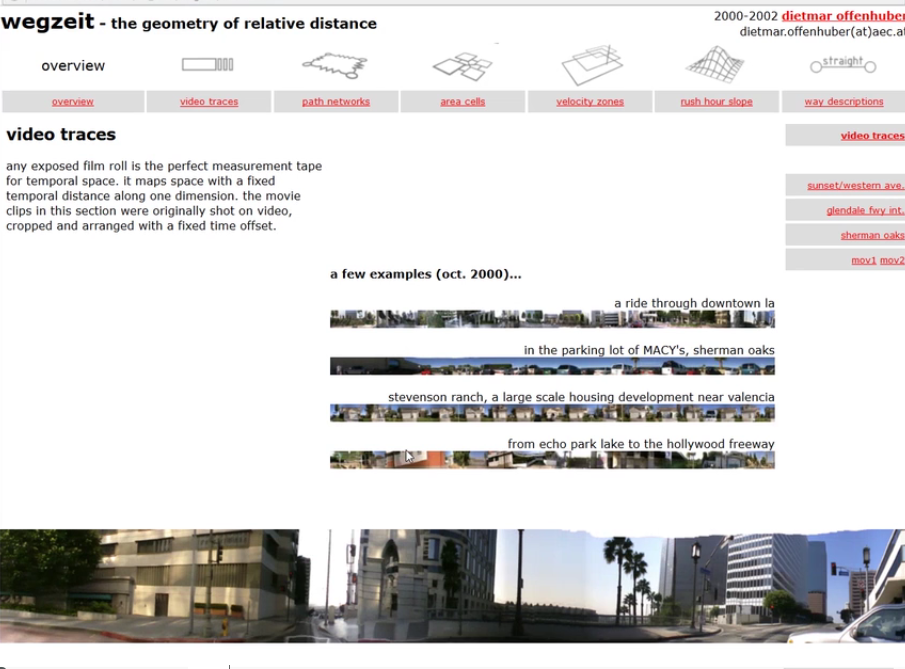 wegzeit - the geometry of relative distance
2000-2002 dietmar offenhuber
dietmar.offenhuber(at)aec.at
overview
straight
overview
video traces
path networks
area cells
velocity zones
rush hour slope
way descriptions
video traces
any exposed film roll is the perfect measurement tape
for temporal space. it maps space with a fixed
temporal distance along one dimension. the movie
clips in this section were originally shot on video,
cropped and arranged with a fixed time offset.
video traces
sunset/western ave.
glendale fwy int.
sherman oaks
mov1 mov2
a few examples (oct. 2000)...
a ride through downtown la
in the parking lot of MACY's, sherman oaks
stevenson ranch, a large scale housing development near valencia
from echo park lake to the hollywood freeway